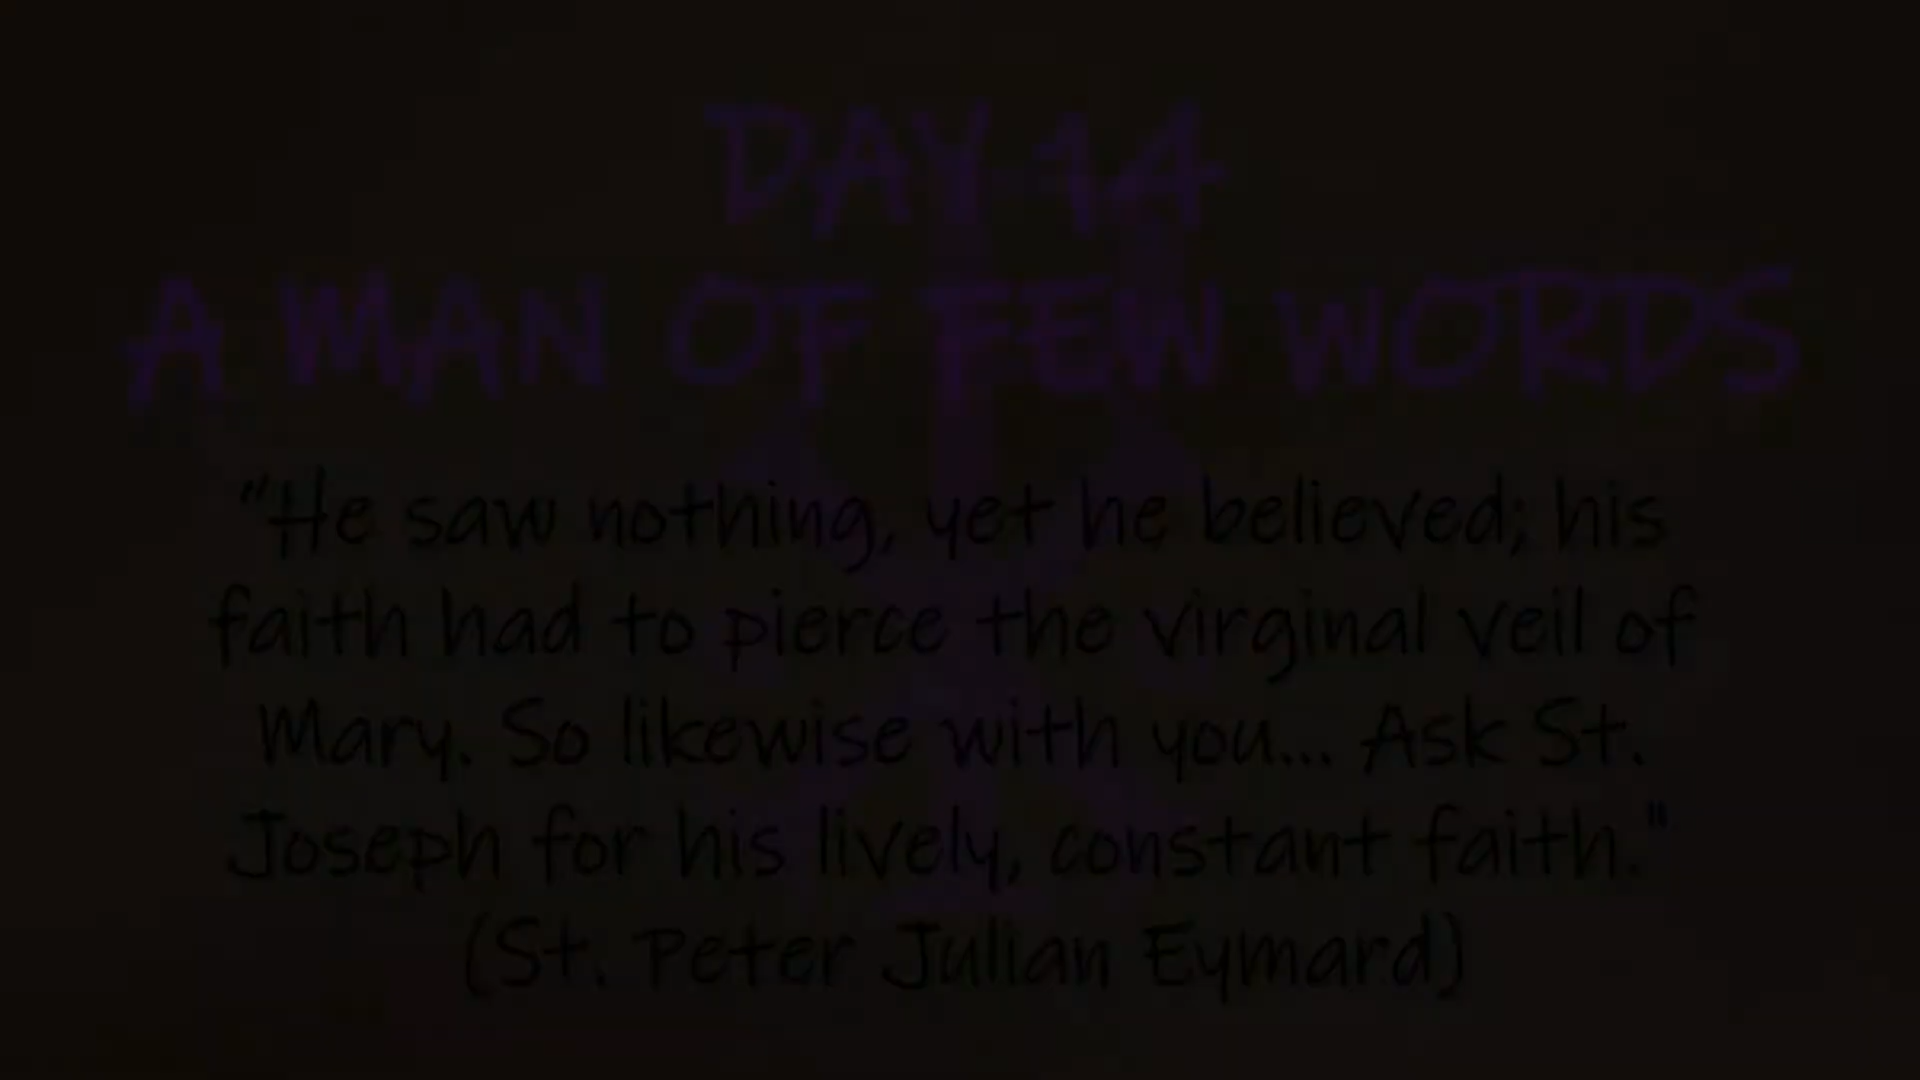 DAY 14
A MAN OF FEW WORDS
"He saw nothing, yet he believed; his
faith had to pierce the virginal veil of
Mary. So likewise with you... Ask St.
Joseph for his lively, constant faith."
(St. Peter Julian Eymard)